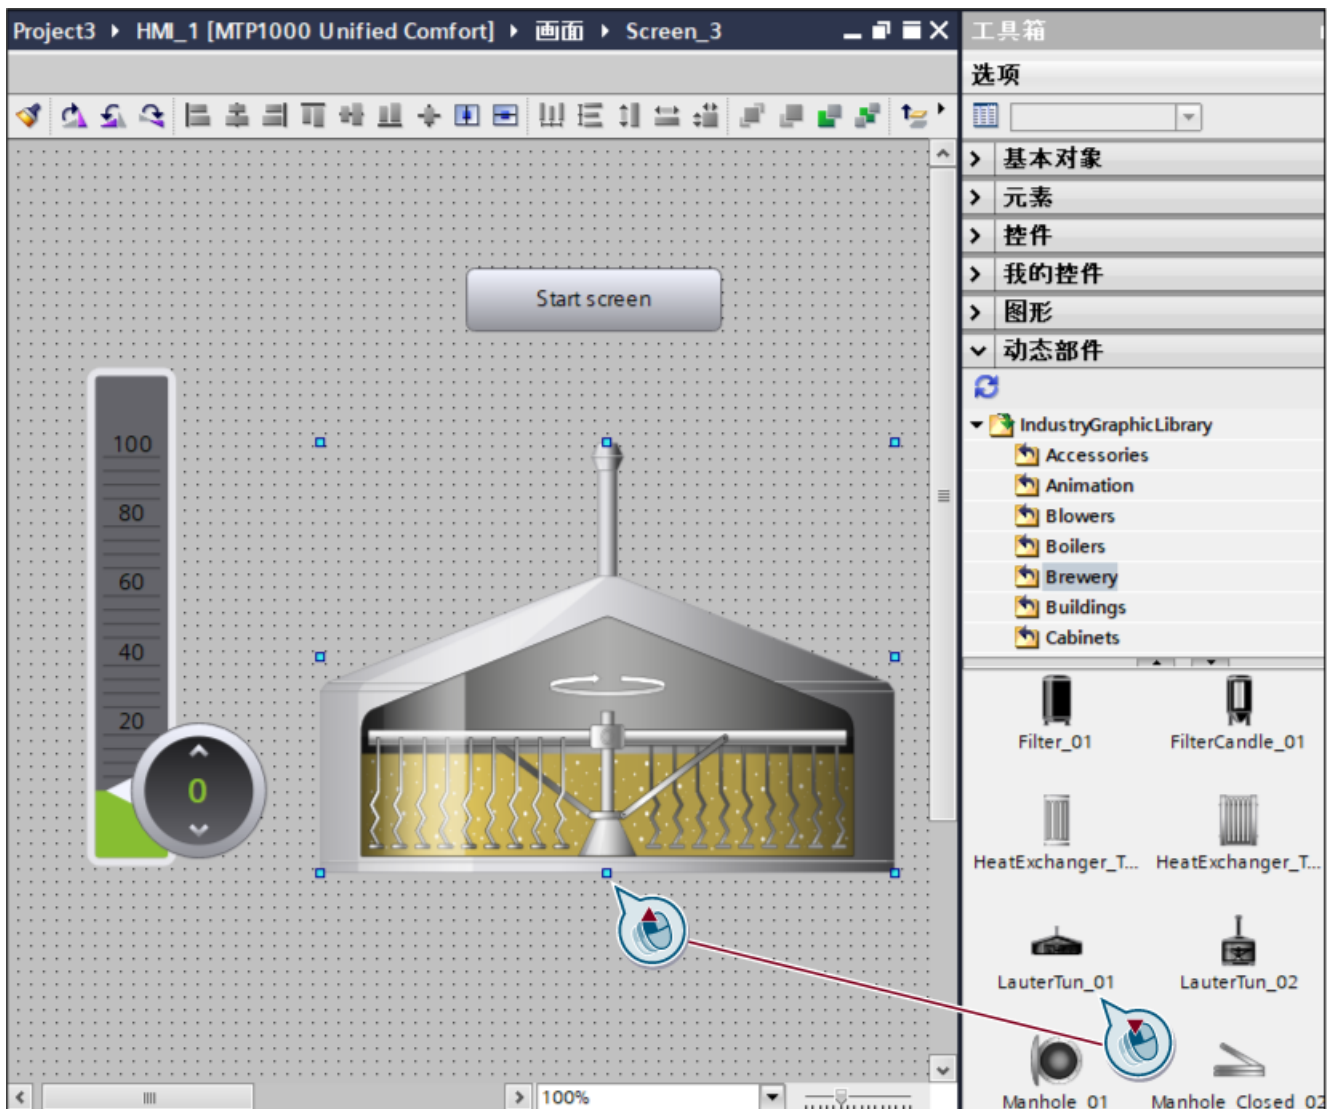 Project3 ▸ HMI_1 [MTP1000 Unified Comfort] ▸ 画面 ▸ Screen_3
Start screen
100
80
60
40
20
0
100%
工具箱
选项
基本对象
元素
控件
我的控件
图形
动态部件
IndustryGraphicLibrary
Accessories
Animation
Blowers
Boilers
Brewery
Buildings
Cabinets
Filter_01 FilterCandle_01
HeatExchanger_T... HeatExchanger_T...
LauterTun_01 LauterTun_02
Manhole_01 Manhole_Closed_02